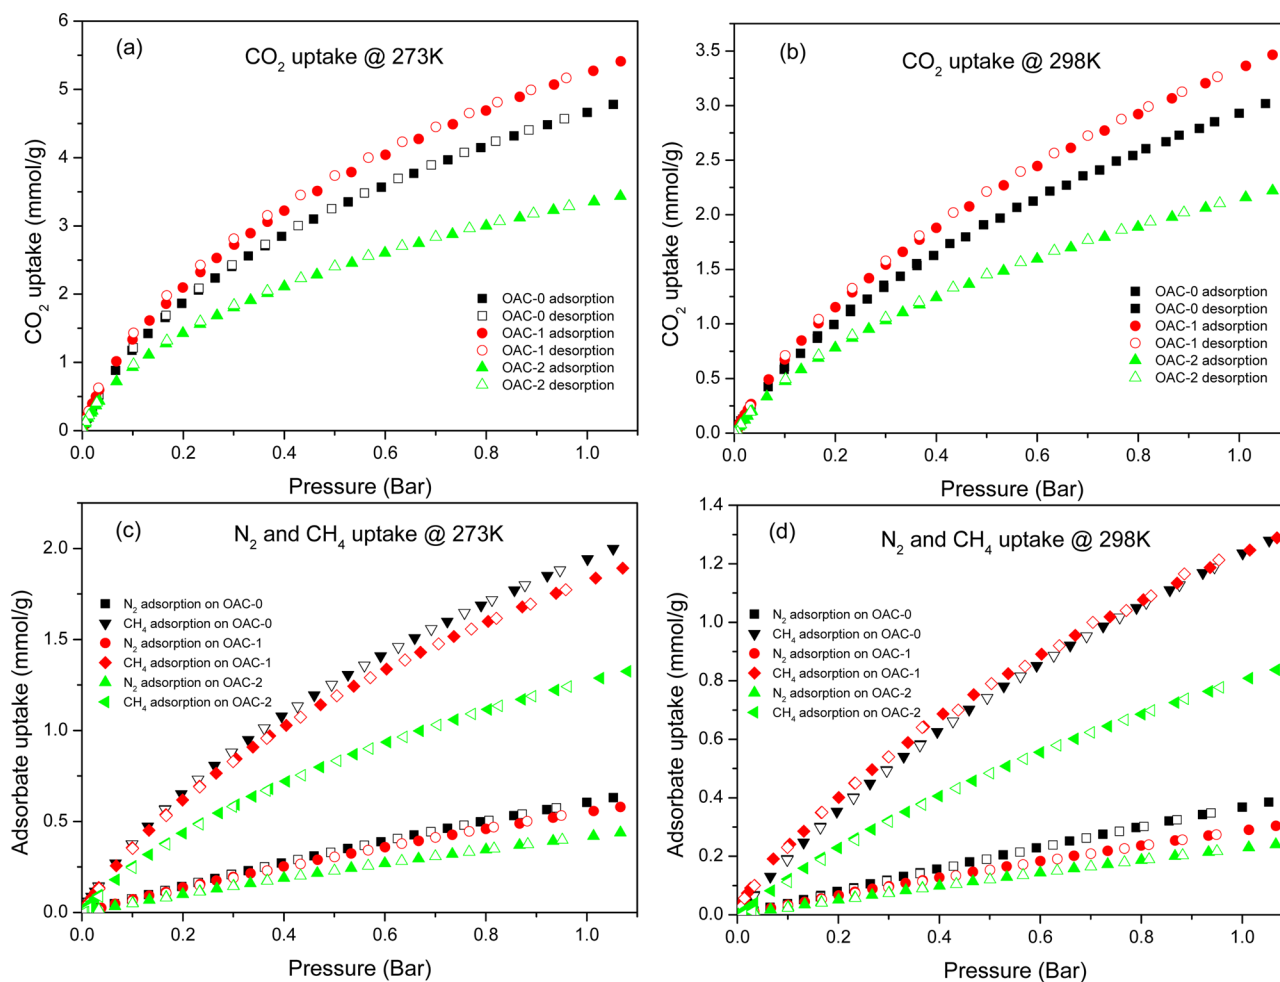 (a)
CO2 uptake @ 273K
CO2 uptake (mmol/g)
6
5
4
3
2
1
0
OAC-0 adsorption
OAC-0 desorption
OAC-1 adsorption
OAC-1 desorption
OAC-2 adsorption
OAC-2 desorption
0.0 0.2 0.4 0.6 0.8 1.0
Pressure (Bar)
(b)
CO2 uptake @ 298K
CO2 uptake (mmol/g)
3.5
3.0
2.5
2.0
1.5
1.0
0.5
0.0
OAC-0 adsorption
OAC-0 desorption
OAC-1 adsorption
OAC-1 desorption
OAC-2 adsorption
OAC-2 desorption
0.0 0.2 0.4 0.6 0.8 1.0
Pressure (Bar)
(c)
N2 and CH4 uptake @ 273K
Adsorbate uptake (mmol/g)
2.0
1.5
1.0
0.5
0.0
N2 adsorption on OAC-0
CH4 adsorption on OAC-0
N2 adsorption on OAC-1
CH4 adsorption on OAC-1
N2 adsorption on OAC-2
CH4 adsorption on OAC-2
0.0 0.2 0.4 0.6 0.8 1.0
Pressure (Bar)
(d)
N2 and CH4 uptake @ 298K
Adsorbate uptake (mmol/g)
1.4
1.2
1.0
0.8
0.6
0.4
0.2
0.0
N2 adsorption on OAC-0
CH4 adsorption on OAC-0
N2 adsorption on OAC-1
CH4 adsorption on OAC-1
N2 adsorption on OAC-2
CH4 adsorption on OAC-2
0.0 0.2 0.4 0.6 0.8 1.0
Pressure (Bar)